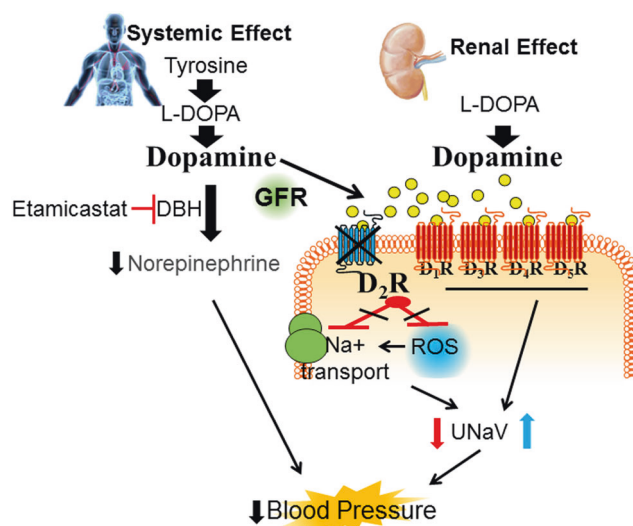 Systemic Effect
Tyrosine
L-DOPA
Dopamine
GFR
Etamicastat
DBH
Norepinephrine
Renal Effect
L-DOPA
Dopamine
D₂R
D₁R
D₃R
D₄R
D₅R
Na+
transport
ROS
UNaV
Blood Pressure